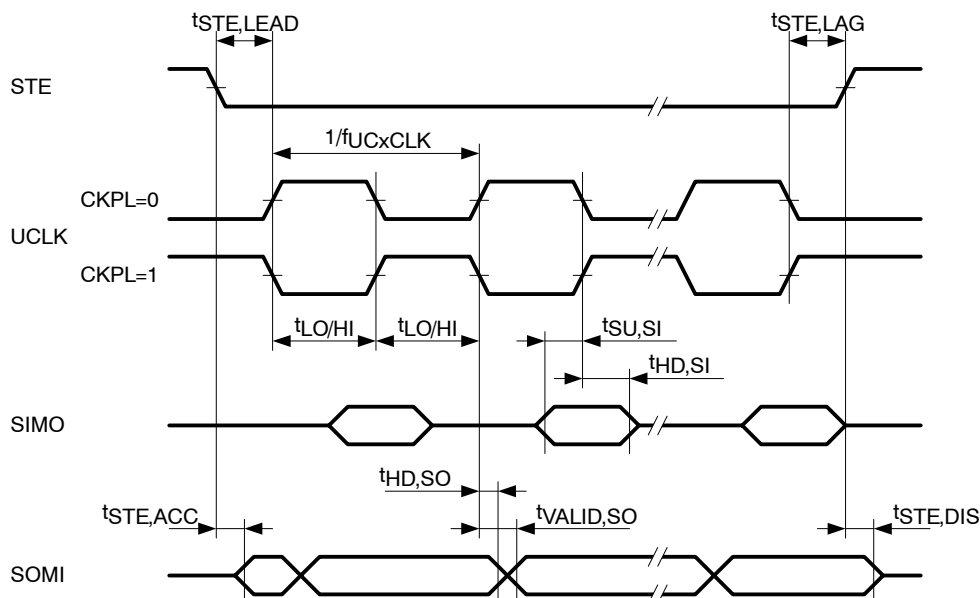 tSTE,LEAD
tSTE,LAG
STE
1/fUCxCLK
CKPL=0
UCLK
CKPL=1
tLO/HI
tLO/HI
tSU,SI
tHD,SI
SIMO
tHD,SO
tSTE,ACC
tVALID,SO
tSTE,DIS
SOMI